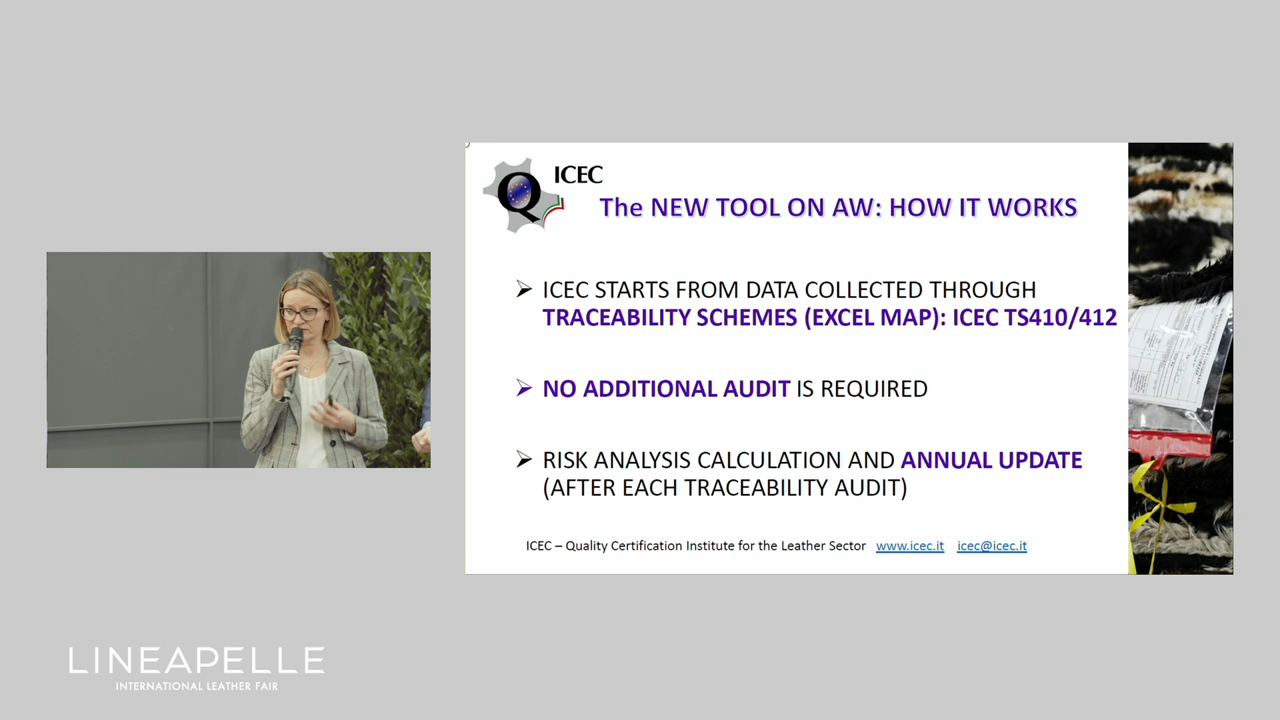 ICEC
The NEW TOOL ON AW: HOW IT WORKS
➢ ICEC STARTS FROM DATA COLLECTED THROUGH
TRACEABILITY SCHEMES (EXCEL MAP): ICEC TS410/412
➢ NO ADDITIONAL AUDIT IS REQUIRED
➢ RISK ANALYSIS CALCULATION AND ANNUAL UPDATE
(AFTER EACH TRACEABILITY AUDIT)
ICEC – Quality Certification Institute for the Leather Sector www.icec.it icec@icec.it
LINEAPELLE
INTERNATIONAL LEATHER FAIR